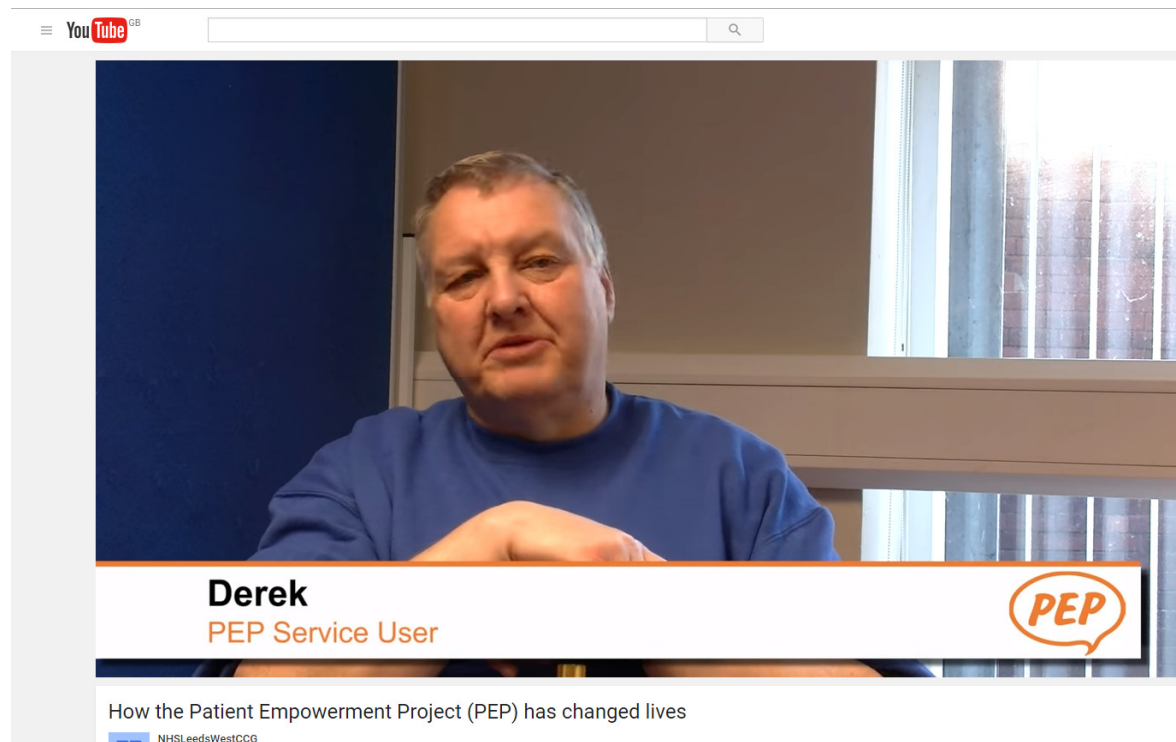 YouTube GB
Derek
PEP Service User
PEP
How the Patient Empowerment Project (PEP) has changed lives
NHSLeedsWestCCG